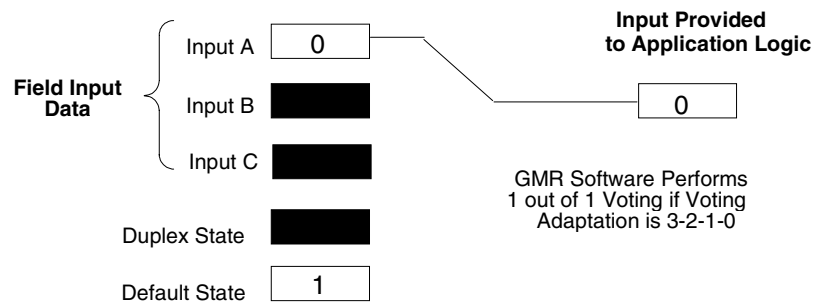 Input Provided
to Application Logic
Field Input
Data
Input A
0
Input B
Input C
0
GMR Software Performs
1 out of 1 Voting if Voting
Adaptation is 3-2-1-0
Duplex State
Default State
1